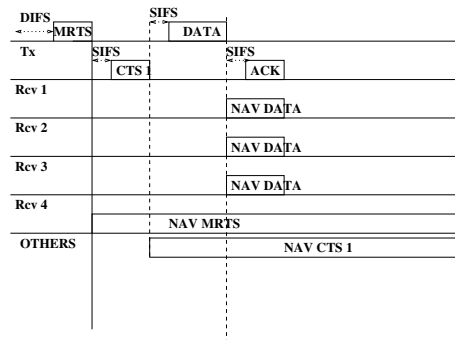 DIFS
SIFS
MRTS
DATA
Tx
SIFS
SIFS
CTS 1
ACK
Rcv 1
NAV DATA
Rcv 2
NAV DATA
Rcv 3
NAV DATA
Rcv 4
NAV MRTS
OTHERS
NAV CTS 1